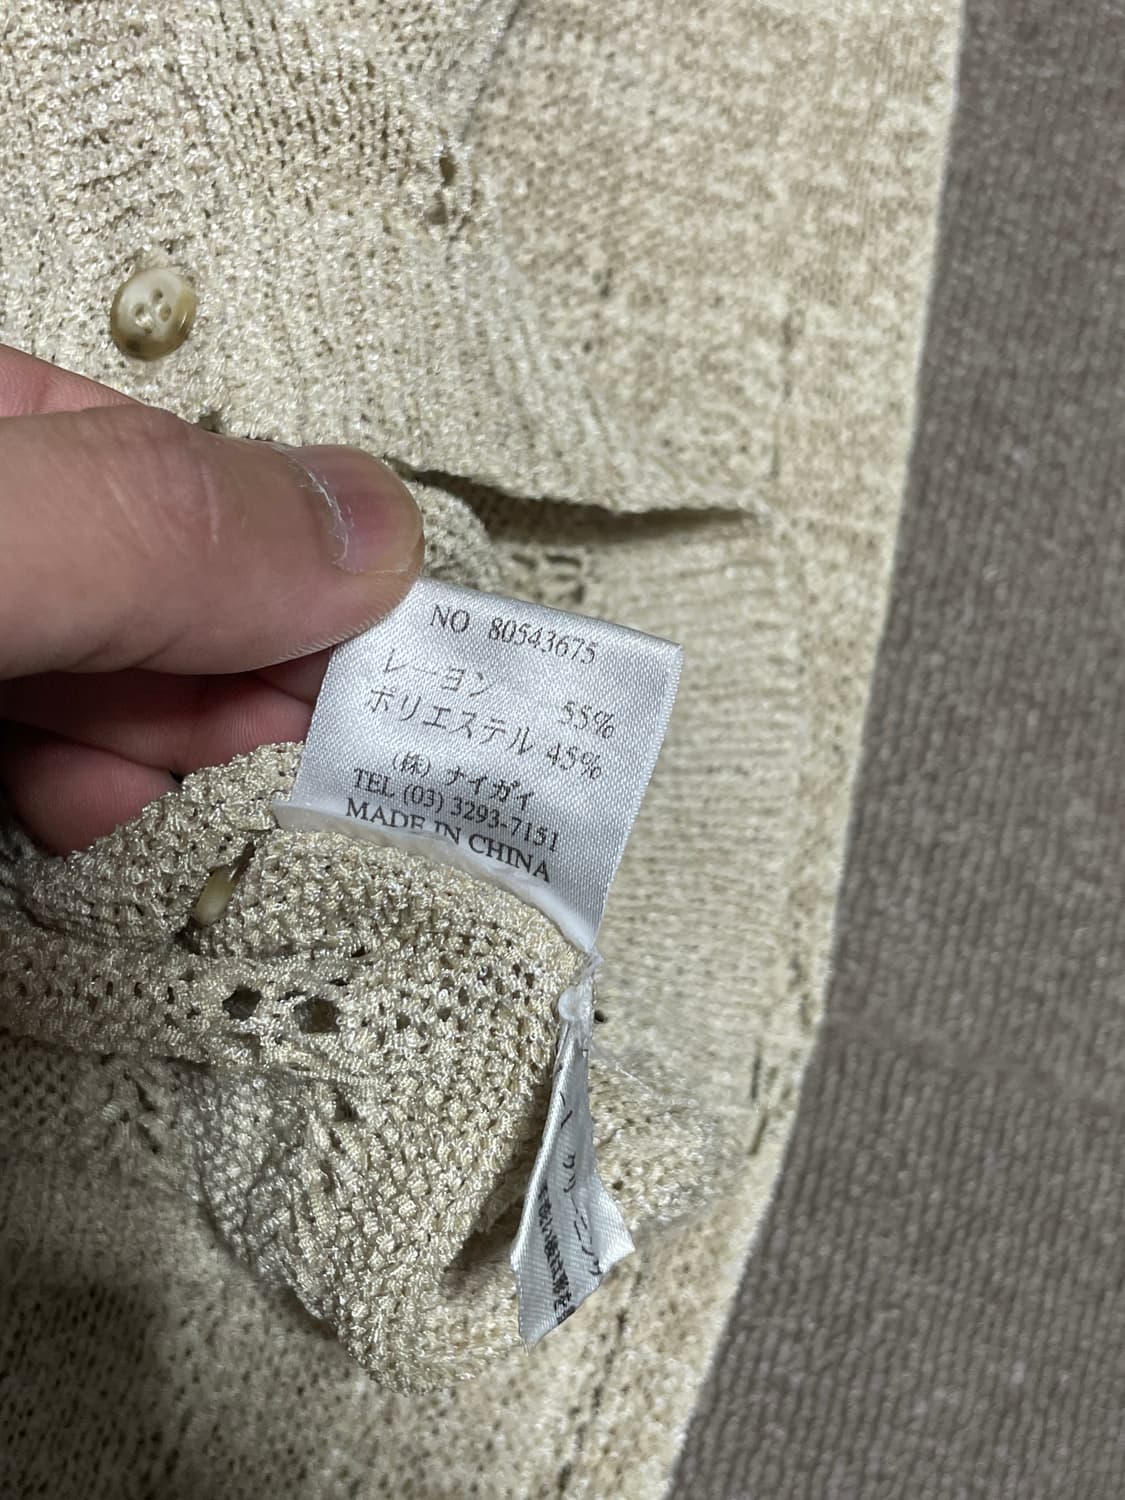 NO 80543675
レーヨン 55%
ポリエステル 45%
(株) ナイガイ
TEL (03) 3293-7151
MADE IN CHINA